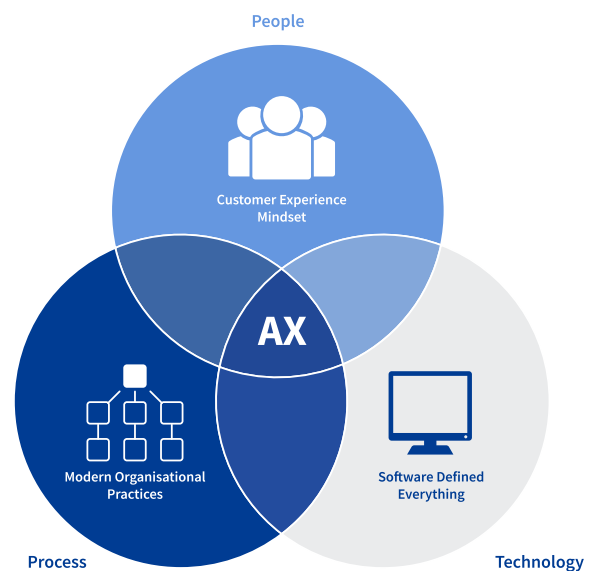 People
Customer Experience
Mindset
AX
Modern Organisational
Practices
Software Defined
Everything
Process
Technology